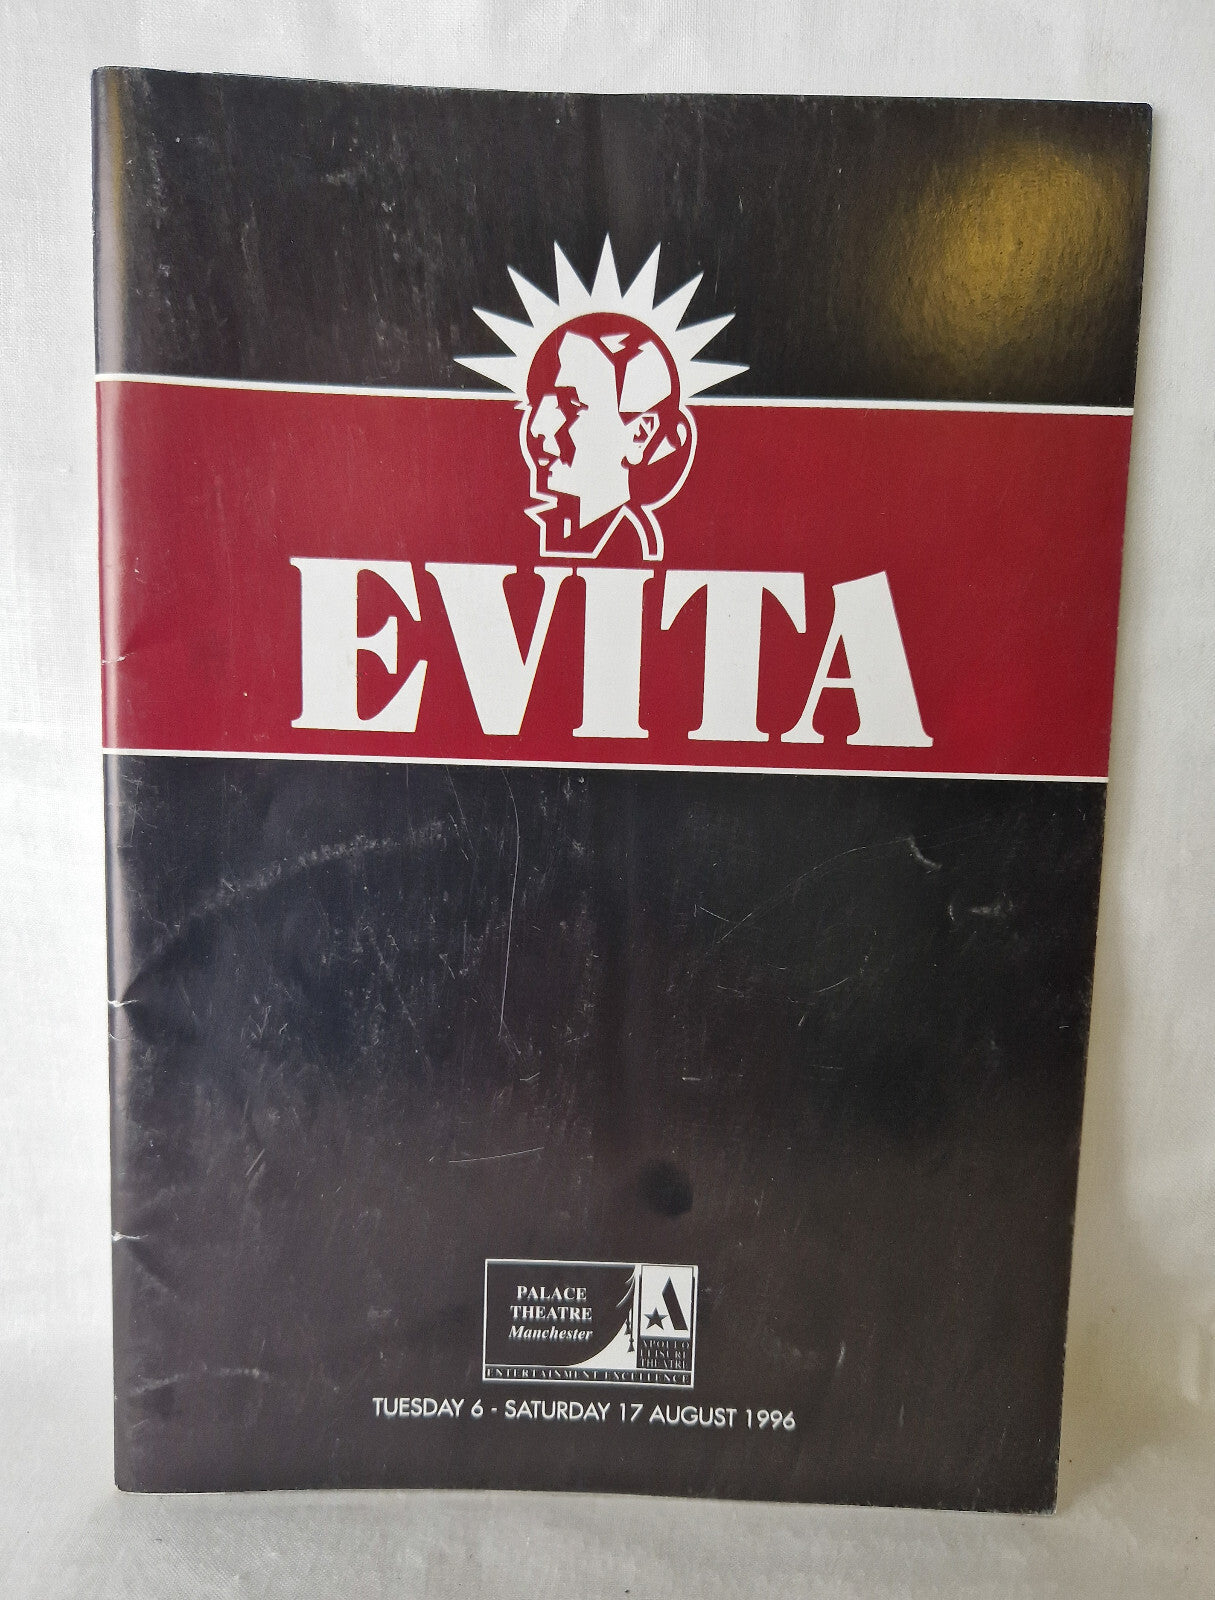 EVITA
PALACE
THEATRE
Manchester
A
APOLLO
LEISURE
THEATRE
ENTERTAINMENT EXCELLENCE
TUESDAY 6 - SATURDAY 17 AUGUST 1996